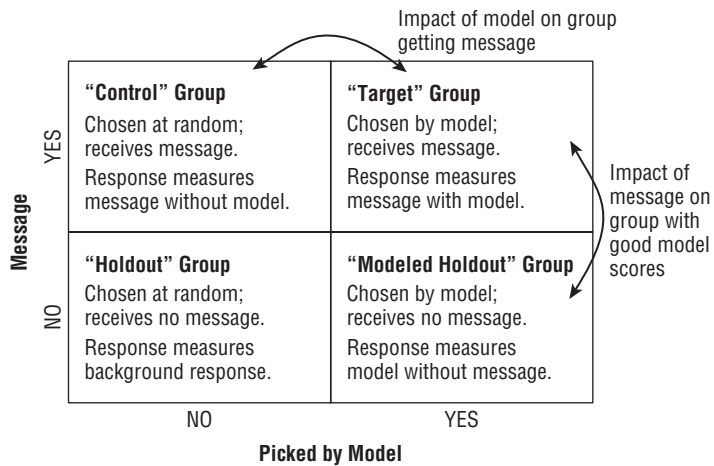 Impact of model on group
getting message
“Control” Group
Chosen at random;
receives message.
Response measures
message without model.
“Target” Group
Chosen by model;
receives message.
Response measures
message with model.
Impact of
message on
group with
good model
scores
YES
Message
“Holdout” Group
Chosen at random;
receives no message.
Response measures
background response.
“Modeled Holdout” Group
Chosen by model;
receives no message.
Response measures
model without message.
NO
NO
YES
Picked by Model